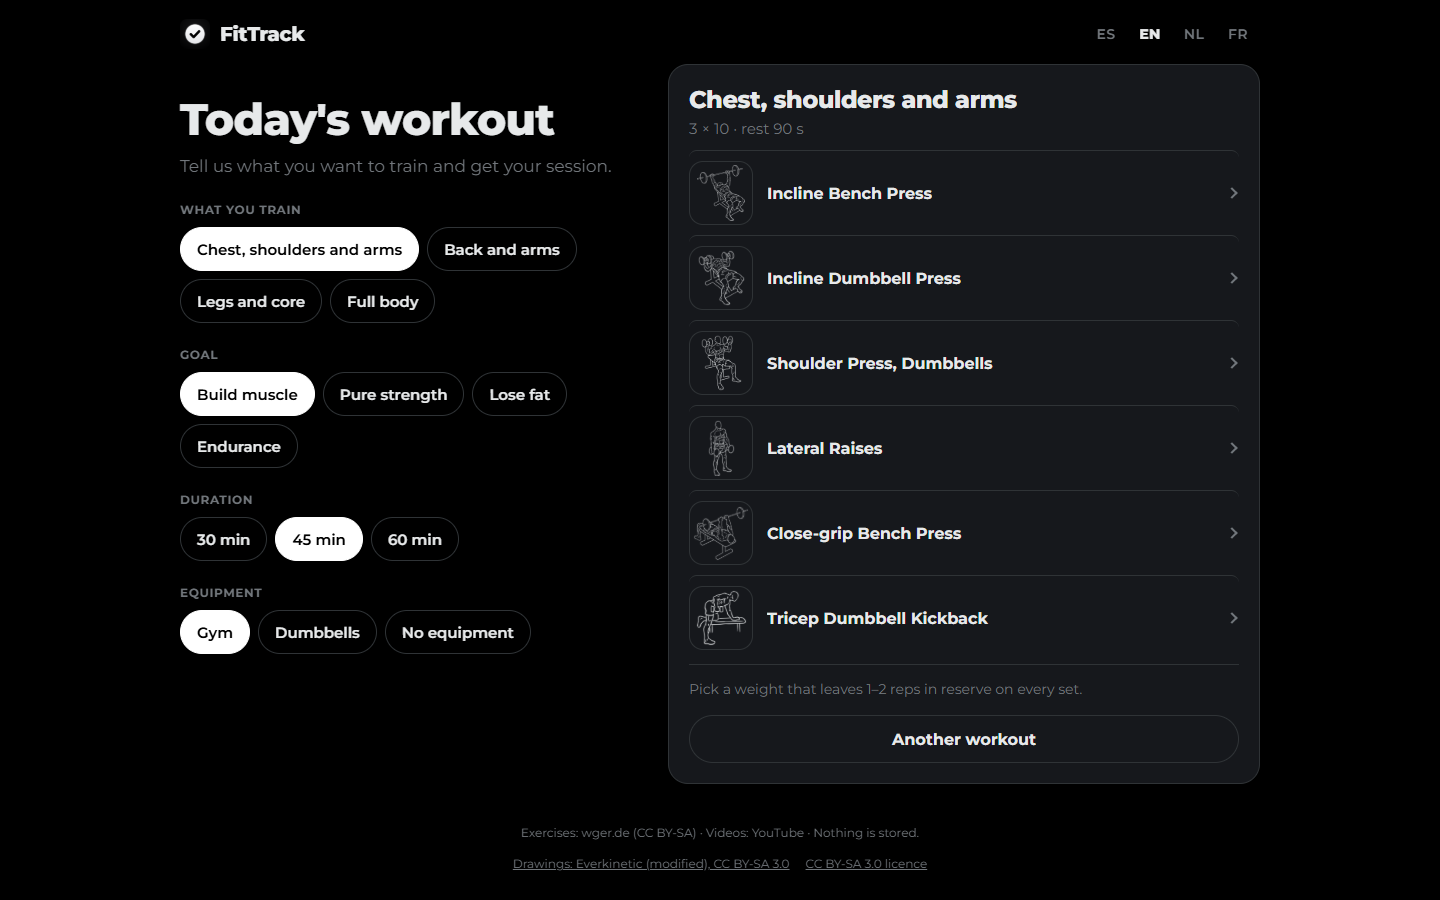 FitTrack
ES EN NL FR
Today's workout
Tell us what you want to train and get your session.
WHAT YOU TRAIN
Chest, shoulders and arms
Back and arms
Legs and core
Full body
GOAL
Build muscle
Pure strength
Lose fat
Endurance
DURATION
30 min
45 min
60 min
EQUIPMENT
Gym
Dumbbells
No equipment
Chest, shoulders and arms
3 × 10 · rest 90 s
Incline Bench Press
Incline Dumbbell Press
Shoulder Press, Dumbbells
Lateral Raises
Close-grip Bench Press
Tricep Dumbbell Kickback
Pick a weight that leaves 1–2 reps in reserve on every set.
Another workout
Exercises: wger.de (CC BY-SA) · Videos: YouTube · Nothing is stored.
Drawings: Everkinetic (modified), CC BY-SA 3.0 CC BY-SA 3.0 licence